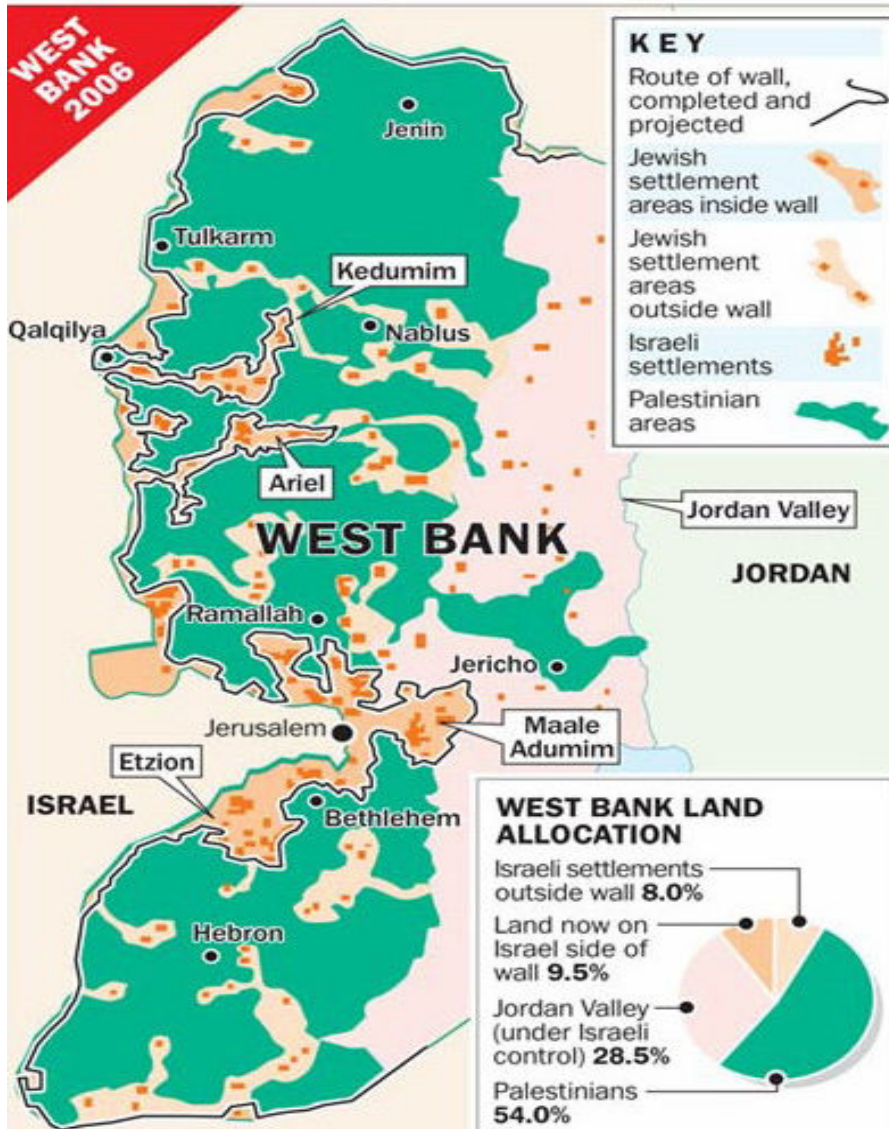 WEST
BANK
2006
KEY
Route of wall,
completed and
projected
Jewish
settlement
areas inside wall
Jewish
settlement
areas
outside wall
Israeli
settlements
Palestinian
areas
Jenin
Tulkarm
Kedumim
Qalqilya
Nablus
Ariel
Jordan Valley
WEST BANK
JORDAN
Ramallah
Jericho
Jerusalem
Maale
Adumim
Etzion
ISRAEL
Bethlehem
Hebron
WEST BANK LAND
ALLOCATION
Israeli settlements
outside wall 8.0%
Land now on
Israel side of
wall 9.5%
Jordan Valley
(under Israeli
control) 28.5%
Palestinians
54.0%